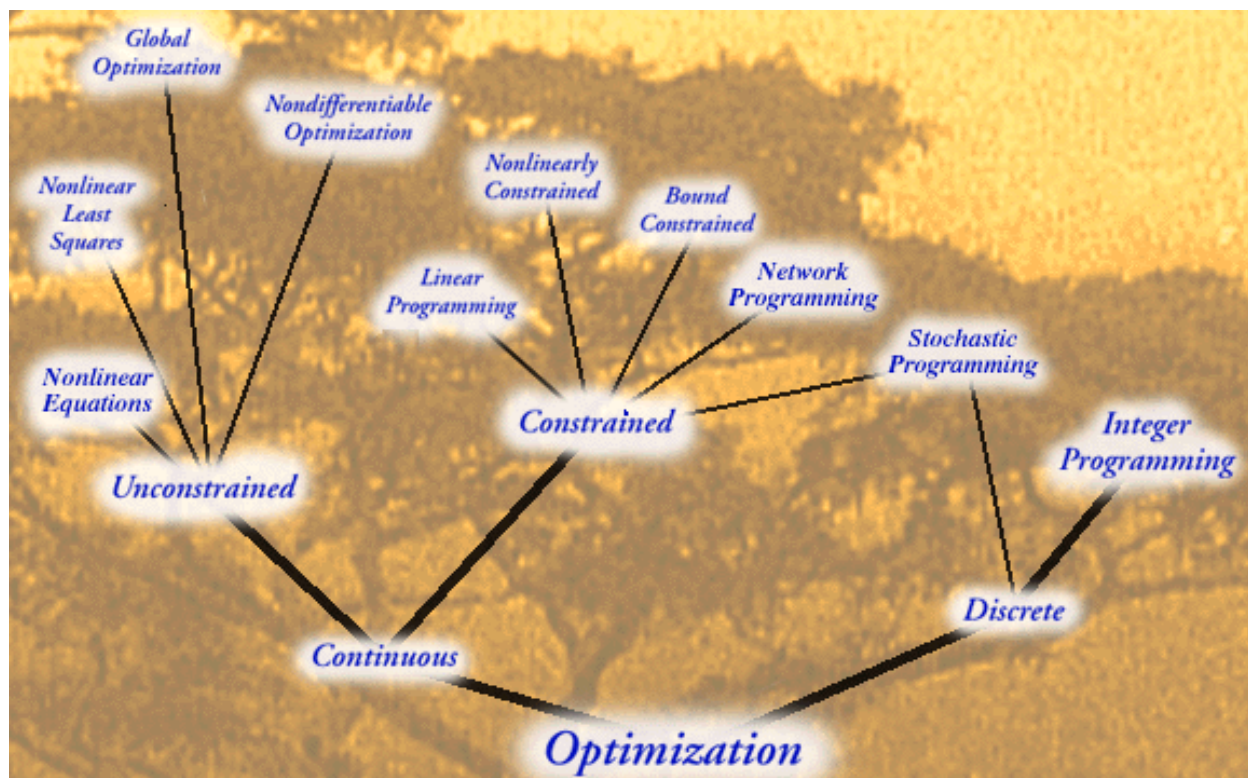 Global
Optimization
Nondifferentiable
Optimization
Nonlinear
Least
Squares
Nonlinearly
Constrained
Bound
Constrained
Linear
Programming
Network
Programming
Stochastic
Programming
Nonlinear
Equations
Constrained
Integer
Programming
Unconstrained
Discrete
Continuous
Optimization